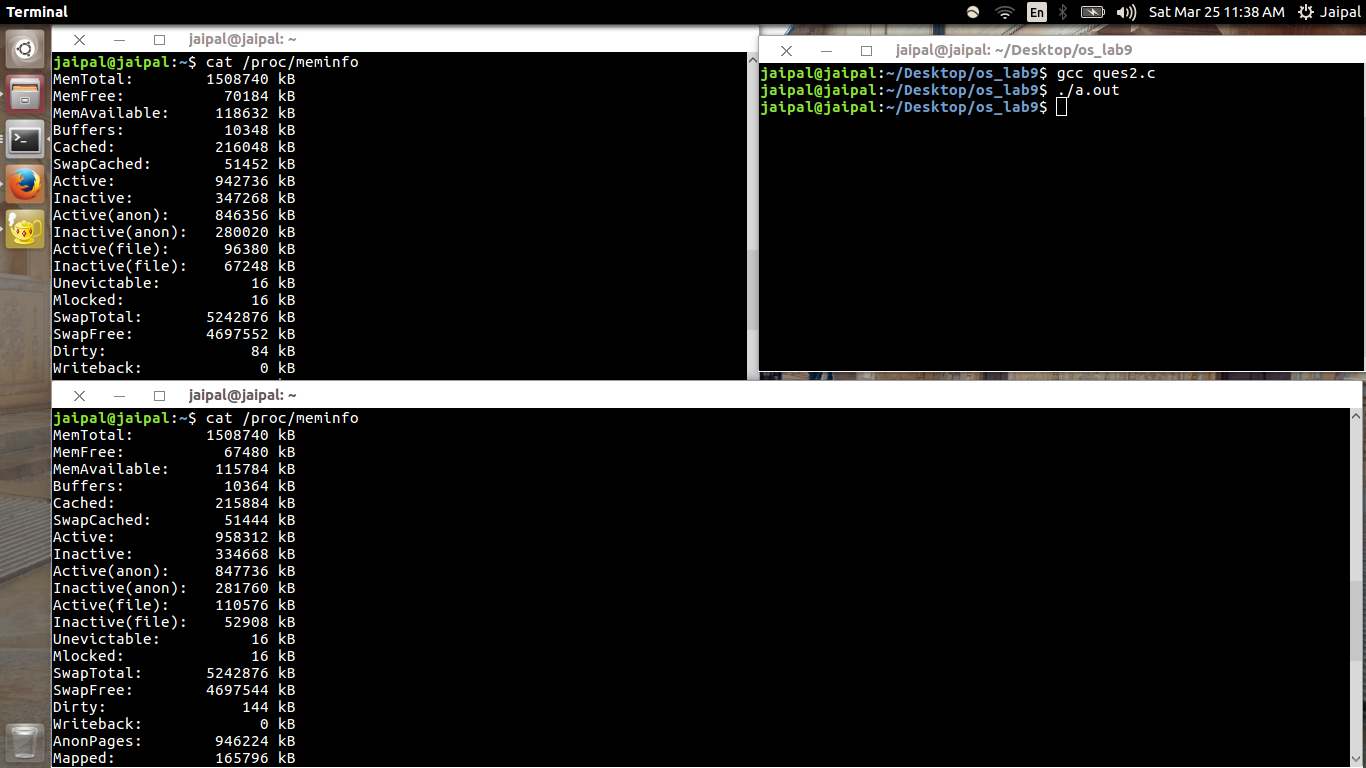 Terminal
En
Sat Mar 25 11:38 AM
Jaipal
jaipal@jaipal: ~
jaipal@jaipal:~$ cat /proc/meminfo
MemTotal: 1508740 kB
MemFree: 70184 kB
MemAvailable: 118632 kB
Buffers: 10348 kB
Cached: 216048 kB
SwapCached: 51452 kB
Active: 942736 kB
Inactive: 347268 kB
Active(anon): 846356 kB
Inactive(anon): 280020 kB
Active(file): 96380 kB
Inactive(file): 67248 kB
Unevictable: 16 kB
Mlocked: 16 kB
SwapTotal: 5242876 kB
SwapFree: 4697552 kB
Dirty: 84 kB
Writeback: 0 kB
jaipal@jaipal: ~/Desktop/os_lab9
jaipal@jaipal:~/Desktop/os_lab9$ gcc ques2.c
jaipal@jaipal:~/Desktop/os_lab9$ ./a.out
jaipal@jaipal:~/Desktop/os_lab9$
jaipal@jaipal: ~
jaipal@jaipal:~$ cat /proc/meminfo
MemTotal: 1508740 kB
MemFree: 67480 kB
MemAvailable: 115784 kB
Buffers: 10364 kB
Cached: 215884 kB
SwapCached: 51444 kB
Active: 958312 kB
Inactive: 334668 kB
Active(anon): 847736 kB
Inactive(anon): 281760 kB
Active(file): 110576 kB
Inactive(file): 52908 kB
Unevictable: 16 kB
Mlocked: 16 kB
SwapTotal: 5242876 kB
SwapFree: 4697544 kB
Dirty: 144 kB
Writeback: 0 kB
AnonPages: 946224 kB
Mapped: 165796 kB